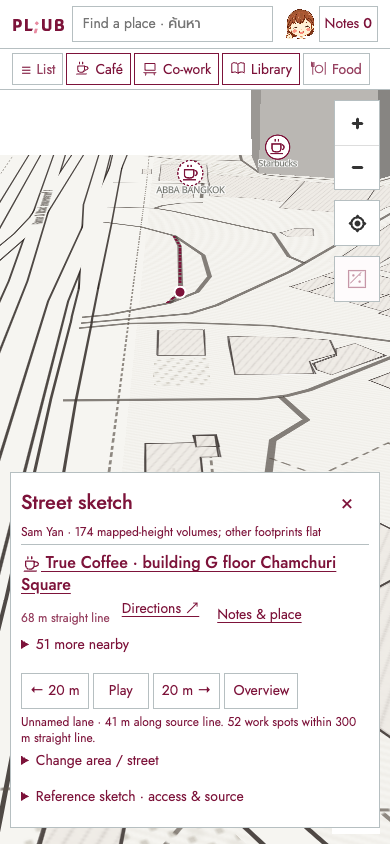 PL;UB
Find a place · ค้นหา
Notes 0
≡ List
Café
Co-work
Library
Food
Starbucks
ABBA BANGKOK
Street sketch
×
Sam Yan · 174 mapped-height volumes; other footprints flat
True Coffee · building G floor Chamchuri
Square
68 m straight line Directions ↗ Notes & place
▶ 51 more nearby
← 20 m
Play
20 m →
Overview
Unnamed lane · 41 m along source line. 52 work spots within 300
m straight line.
▶ Change area / street
▶ Reference sketch · access & source